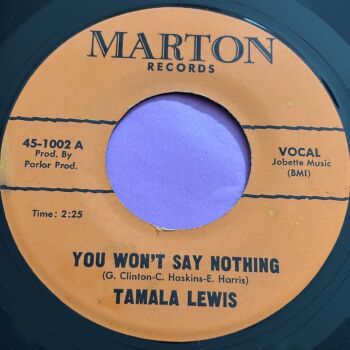 MARTON
RECORDS
45-1002 A
Prod. By
Parlor Prod.
VOCAL
Jobette Music
(BMI)
Time: 2:25
YOU WON'T SAY NOTHING
(G. Clinton-C. Haskins-E. Harris)
TAMALA LEWIS